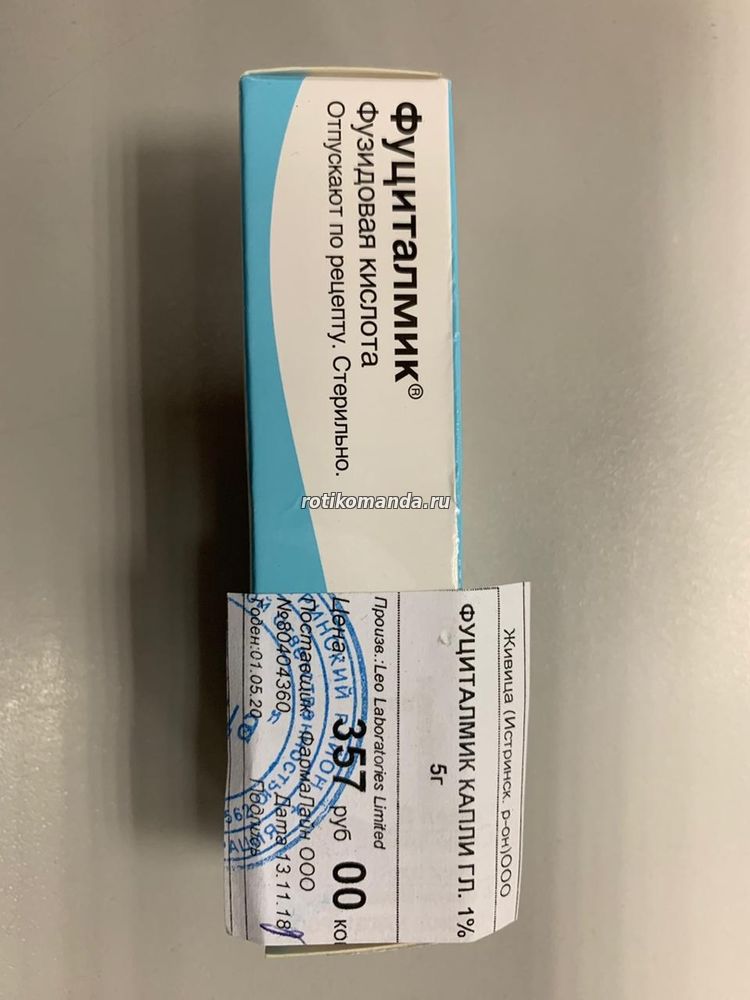 Фуциталмик®
Фузидовая кислота
Отпускают по рецепту. Стерильно.
rotikomanda.ru
Живица (Истринск. р-он)ООО
ФУЦИТАЛМИК КАПЛИ ГЛ. 1%
5г
Произв.:Leo Laboratories Limited
Цена: 357 руб 00 ко
Поставщик: ФармаЛайн ООО
№80404360 Дата 13.11.18
Годен:01.05.20 Подпись